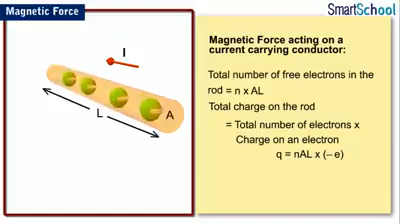 Magnetic Force
SmartSchool
I
L
A
Magnetic Force acting on a
current carrying conductor:
Total number of free electrons in the
rod = n x AL
Total charge on the rod
= Total number of electrons x
Charge on an electron
q = nAL x (– e)